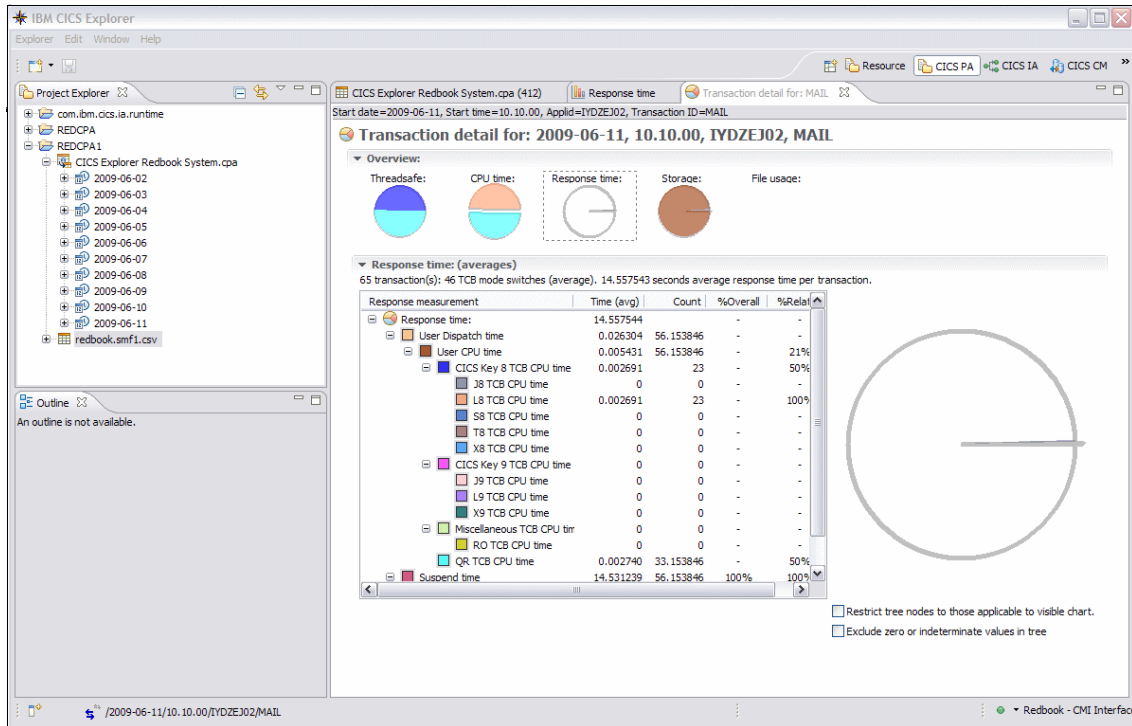 IBM CICS Explorer
Explorer Edit Window Help
Resource CICS PA CICS IA CICS CM »
Project Explorer
com.ibm.cics.ia.runtime
REDCPA
REDCPA1
CICS Explorer Redbook System.cpa
2009-06-02
2009-06-03
2009-06-04
2009-06-05
2009-06-06
2009-06-07
2009-06-08
2009-06-09
2009-06-10
2009-06-11
redbook.smf1.csv
Outline
An outline is not available.
CICS Explorer Redbook System.cpa (412) Response time Transaction detail for: MAIL
Start date=2009-06-11, Start time=10.10.00, Applid=IYDZEJ02, Transaction ID=MAIL
Transaction detail for: 2009-06-11, 10.10.00, IYDZEJ02, MAIL
Overview:
Threadsafe: CPU time: Response time: Storage: File usage:
Response time: (averages)
65 transaction(s): 46 TCB mode switches (average). 14.557543 seconds average response time per transaction.
Response measurement Time (avg) Count %Overall %Relat
Response time: 14.557544 - -
User Dispatch time 0.026304 56.153846 - -
User CPU time 0.005431 56.153846 - 21%
CICS Key 8 TCB CPU time 0.002691 23 - 50%
J8 TCB CPU time 0 0 - -
L8 TCB CPU time 0.002691 23 - 100%
S8 TCB CPU time 0 0 - -
T8 TCB CPU time 0 0 - -
X8 TCB CPU time 0 0 - -
CICS Key 9 TCB CPU time 0 0 - -
J9 TCB CPU time 0 0 - -
L9 TCB CPU time 0 0 - -
X9 TCB CPU time 0 0 - -
Miscellaneous TCB CPU tim 0 0 - -
RO TCB CPU time 0 0 - -
QR TCB CPU time 0.002740 33.153846 - 50%
Suspend time 14.531239 56.153846 100% 100%
Restrict tree nodes to those applicable to visible chart.
Exclude zero or indeterminate values in tree
/2009-06-11/10.10.00/IYDZEJ02/MAIL
Redbook - CMI Interface